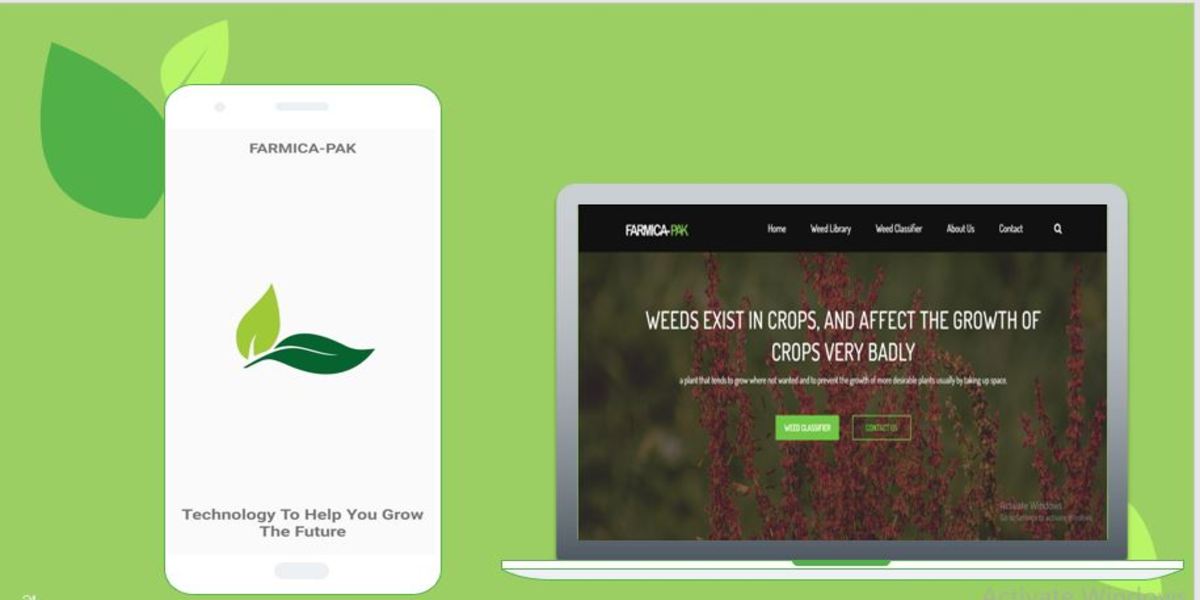 FARMICA-PAK
Technology To Help You Grow
The Future
FARMICA-PAK
Home
Weed Library
Weed Classifier
About Us
Contact
WEEDS EXIST IN CROPS, AND AFFECT THE GROWTH OF
CROPS VERY BADLY
a plant that tends to grow where not wanted and to prevent the growth of more desirable plants usually by taking up space.
WEED CLASSIFIER
CONTACT US
Activate Windows
Go to Settings to activate Windows.
Activate Windows